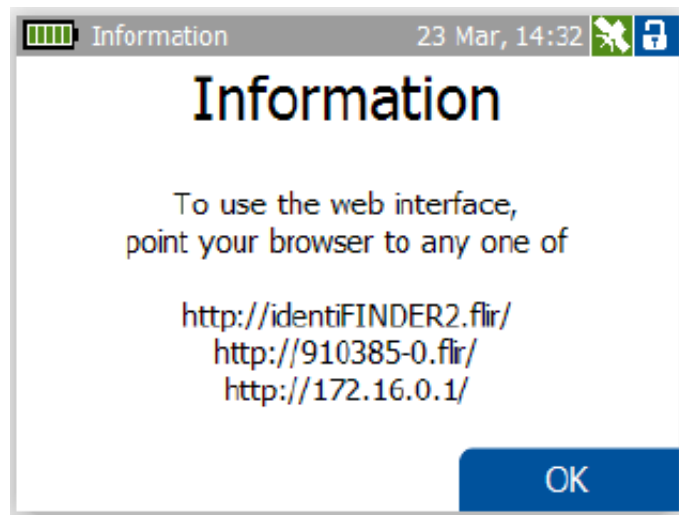 Information 23 Mar, 14:32
Information
To use the web interface,
point your browser to any one of
http://identiFINDER2.flir/
http://910385-0.flir/
http://172.16.0.1/
OK